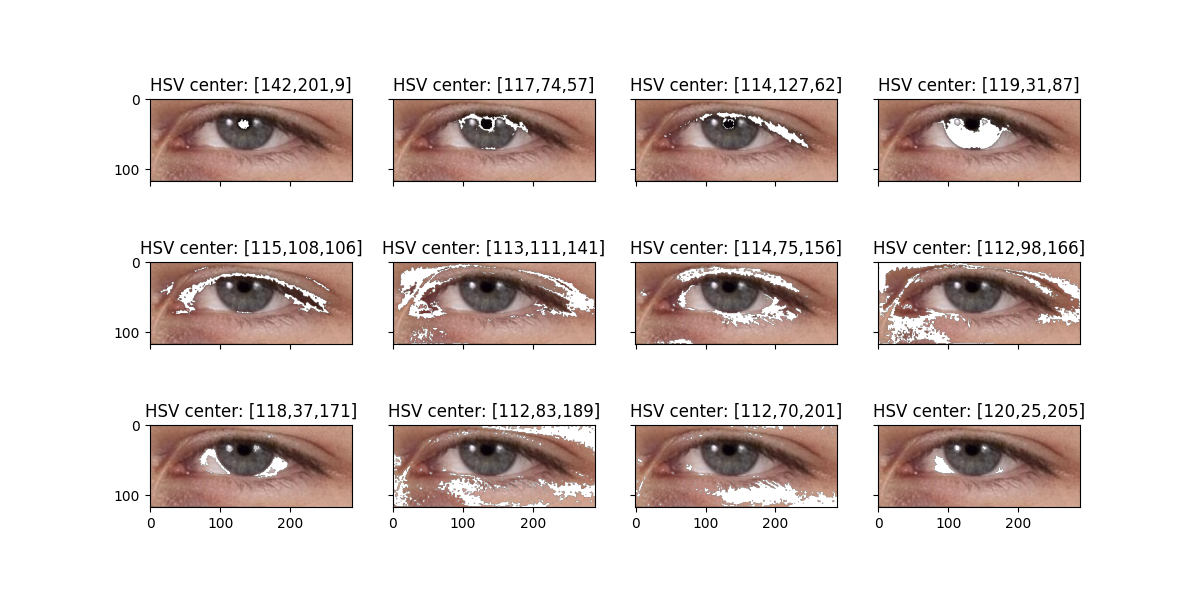 HSV center: [142,201,9] HSV center: [117,74,57] HSV center: [114,127,62] HSV center: [119,31,87]
0
100
HSV center: [115,108,106] HSV center: [113,111,141] HSV center: [114,75,156] HSV center: [112,98,166]
0
100
HSV center: [118,37,171] HSV center: [112,83,189] HSV center: [112,70,201] HSV center: [120,25,205]
0
100
0 100 200 0 100 200 0 100 200 0 100 200